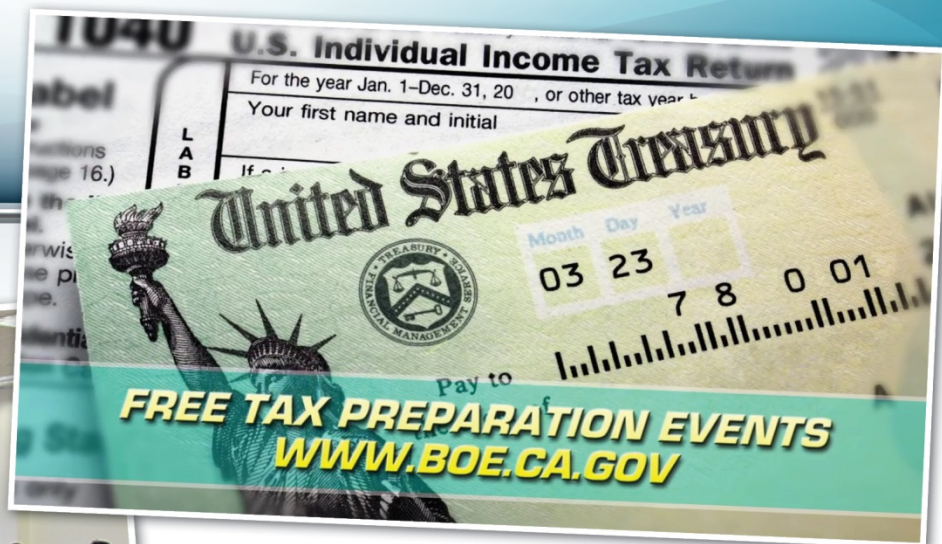 1040 U.S. Individual Income Tax Return
For the year Jan. 1–Dec. 31, 20 , or other tax year
Your first name and initial
abel
L
A
B
16.)
United States Treasury
Month Day Year
03 23
TREASURY
FINANCIAL MANAGEMENT SERVICE
7 8 0 01
Pay to
A
FREE TAX PREPARATION EVENTS
WWW.BOE.CA.GOV
only